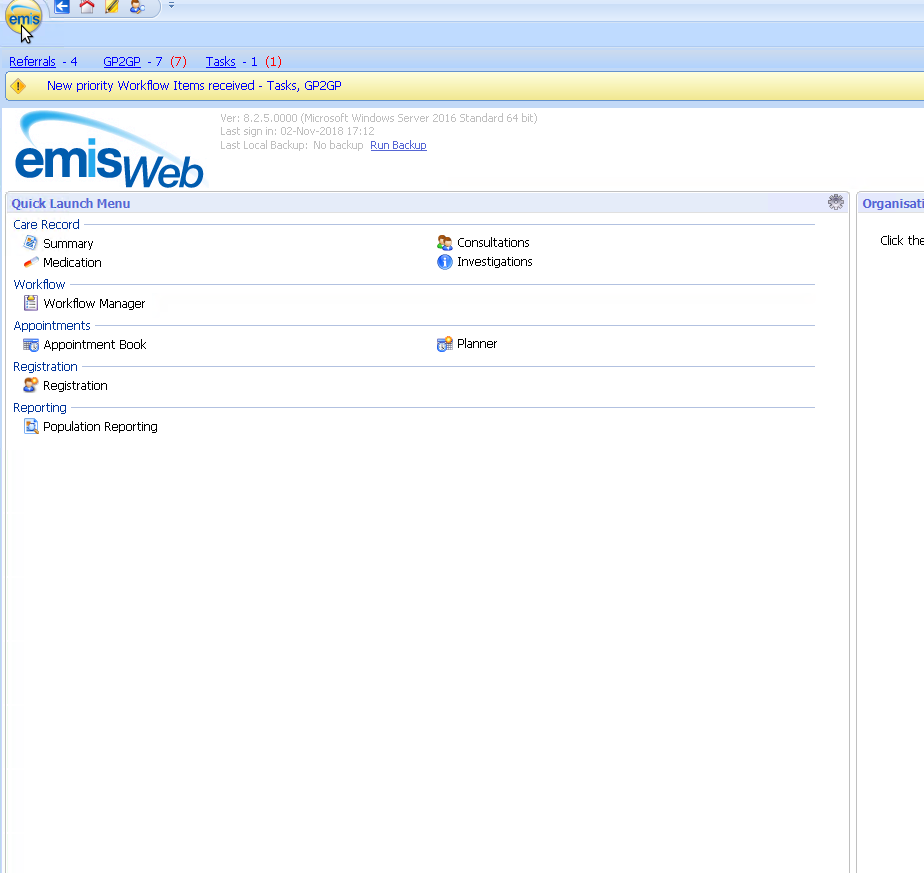 emis
Referrals - 4 GP2GP - 7 (7) Tasks - 1 (1)
New priority Workflow Items received - Tasks, GP2GP
emisWeb
Ver: 8.2.5.0000 (Microsoft Windows Server 2016 Standard 64 bit)
Last sign in: 02-Nov-2018 17:12
Last Local Backup: No backup Run Backup
Quick Launch Menu
Care Record
Summary
Consultations
Medication
Investigations
Workflow
Workflow Manager
Appointments
Appointment Book
Planner
Registration
Registration
Reporting
Population Reporting
Organisati
Click the